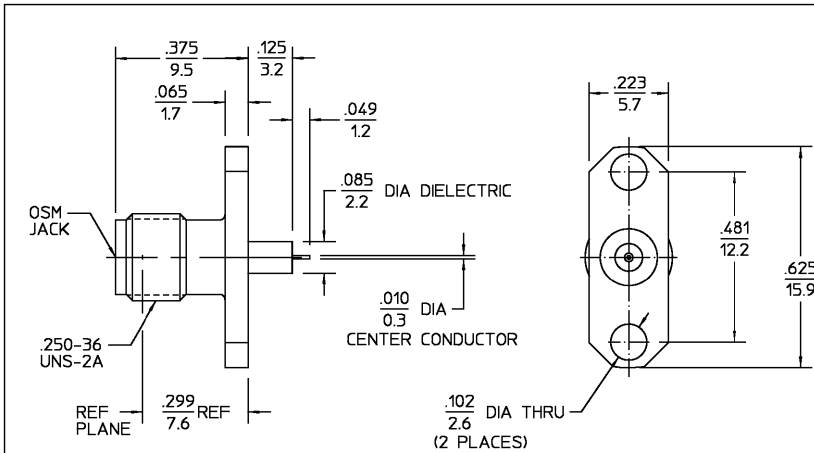 .375
9.5
.125
3.2
.065
1.7
.049
1.2
.085
2.2 DIA DIELECTRIC
OSM
JACK
.010
0.3 DIA
CENTER CONDUCTOR
.250-36
UNS-2A
REF
PLANE
.299
7.6 REF
.223
5.7
.481
12.2
.625
15.9
.102
2.6 DIA THRU
(2 PLACES)